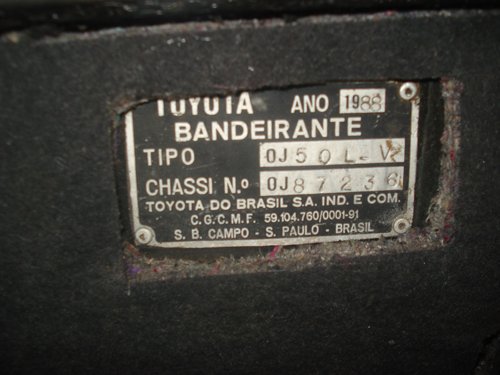 TOYOTA ANO 1988
BANDEIRANTE
TIPO OJ50L-V2
CHASSI N.º OJ87236
TOYOTA DO BRASIL S.A. IND. E COM.
C.G.C.M.F. 59.104.760/0001-91
S. B. CAMPO - S. PAULO - BRASIL